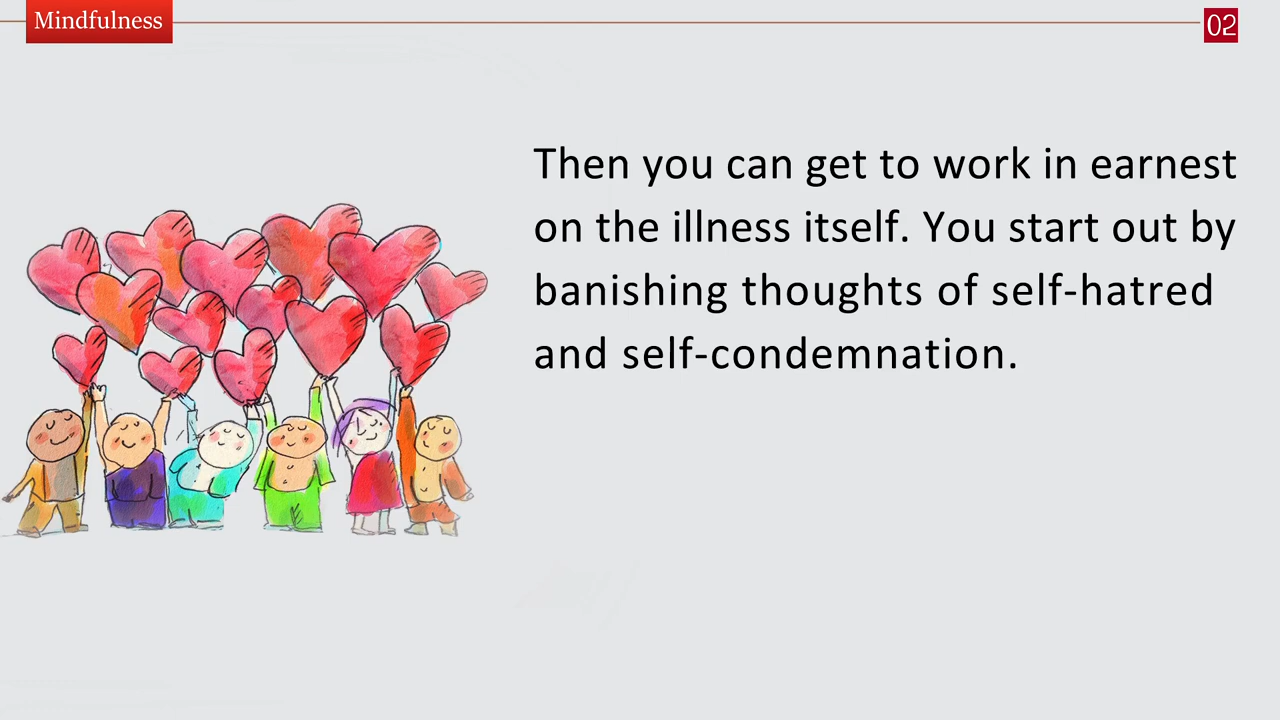 Mindfulness
02
Then you can get to work in earnest
on the illness itself. You start out by
banishing thoughts of self-hatred
and self-condemnation.